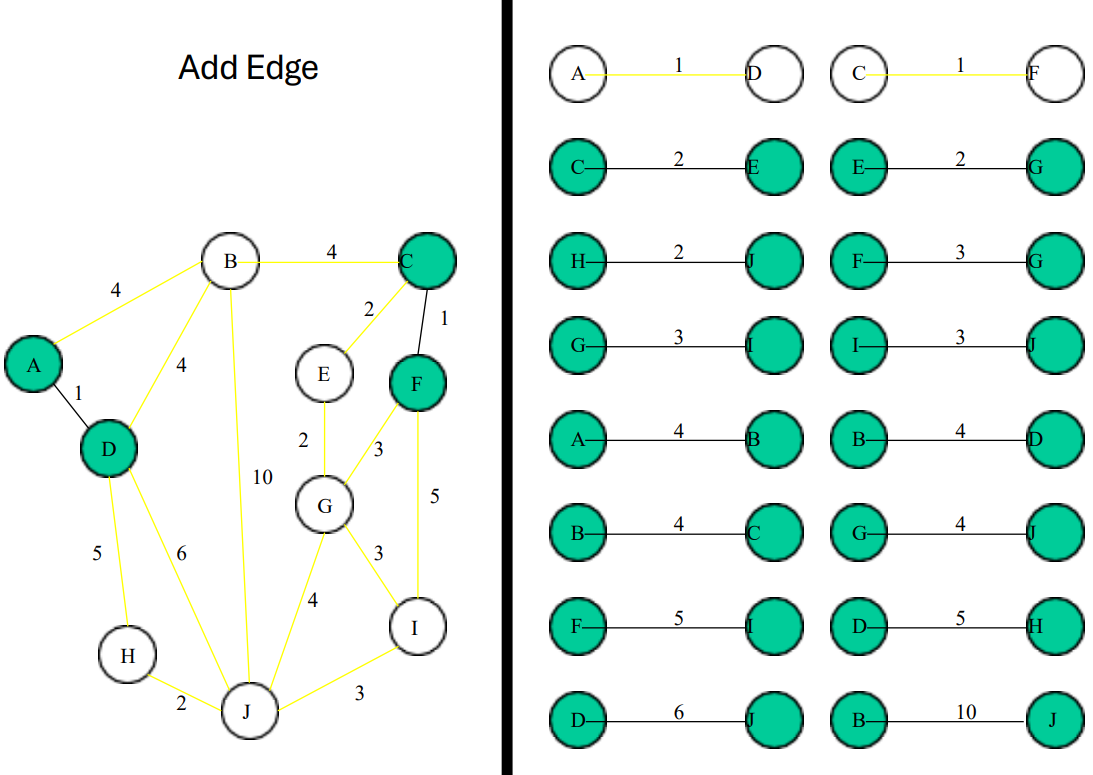 Add Edge
B
4
C
4
2
1
A
4
E
F
1
D
2
3
10
G
5
5
6
3
4
H
I
2
J
3
A 1 D
C 1 F
C 2 E
E 2 G
H 2 J
F 3 G
G 3 I
I 3 J
A 4 B
B 4 D
B 4 C
G 4 J
F 5 I
D 5 H
D 6 J
B 10 J